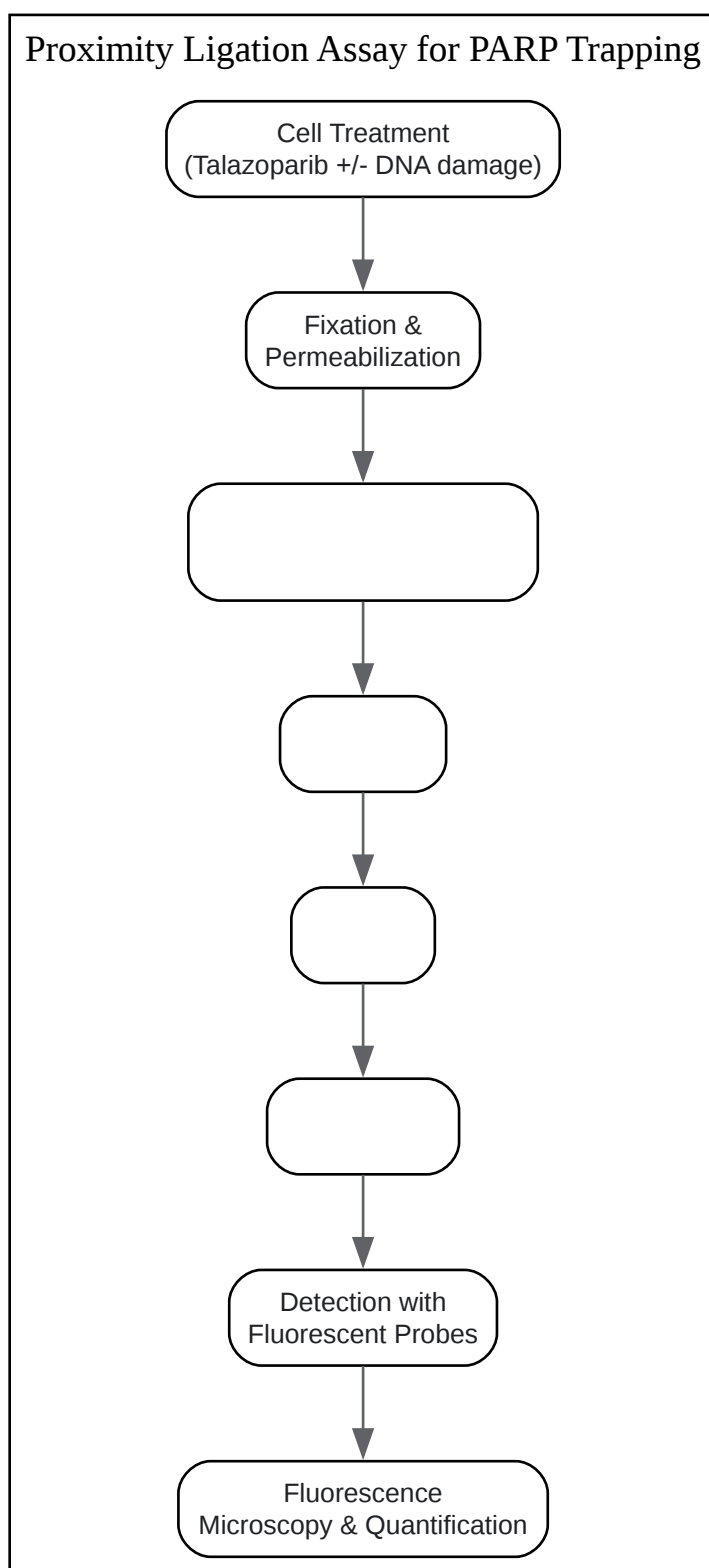 Proximity Ligation Assay for PARP Trapping
Cell Treatment
(Talazoparib +/- DNA damage)
Fixation &
Permeabilization
Detection with
Fluorescent Probes
Fluorescence
Microscopy & Quantification